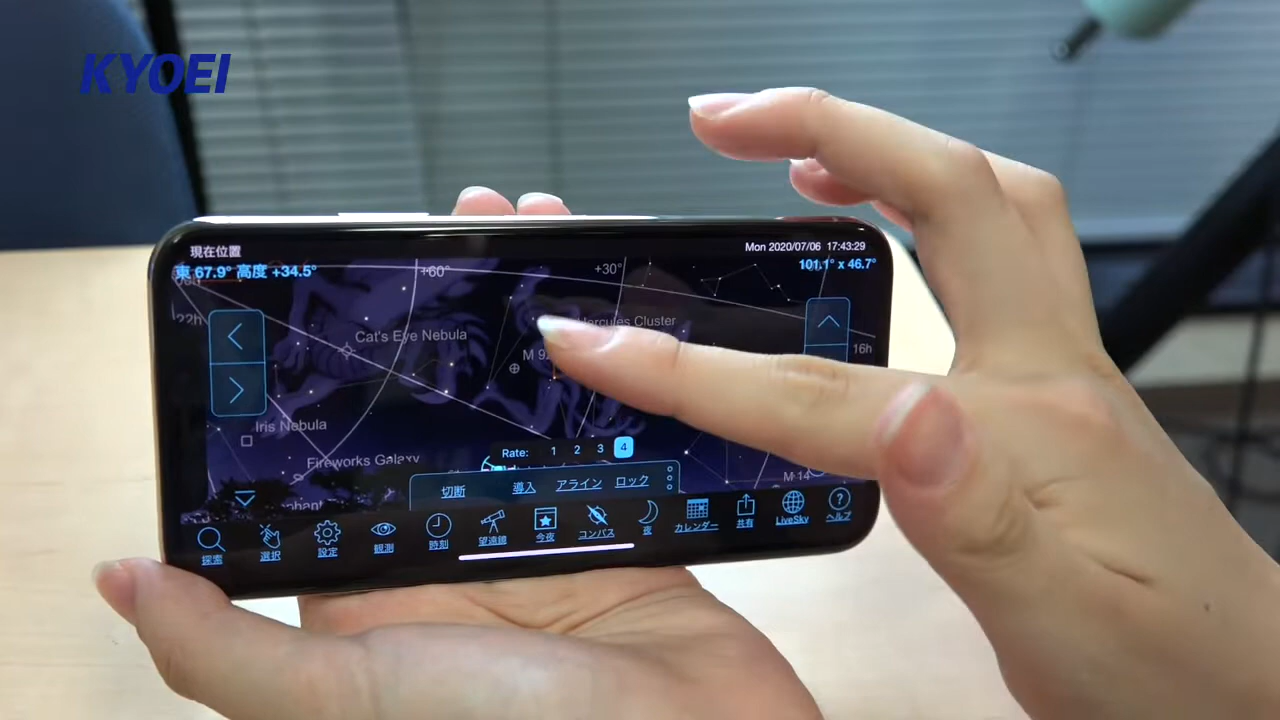 KYOEI
現在位置
Mon 2020/07/06 17:43:29
東 67.9° 高度 +34.5°
101.1° x 46.7°
+60°
+30°
22h
Hercules Cluster
Cat's Eye Nebula
16h
M 92
Iris Nebula
Fireworks Galaxy
Rate: 1 2 3 4
M 14
切断 導入 アライン ロック
探索 選択 設定 観測 時刻 望遠鏡 今夜 コンパス 夜 カレンダー 共有 LiveSky ヘルプ